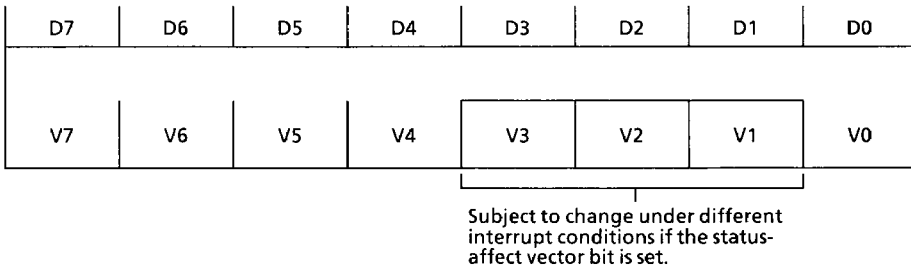 D7 D6 D5 D4 D3 D2 D1 D0
V7 V6 V5 V4 V3 V2 V1 V0
Subject to change under different
interrupt conditions if the status-
affect vector bit is set.